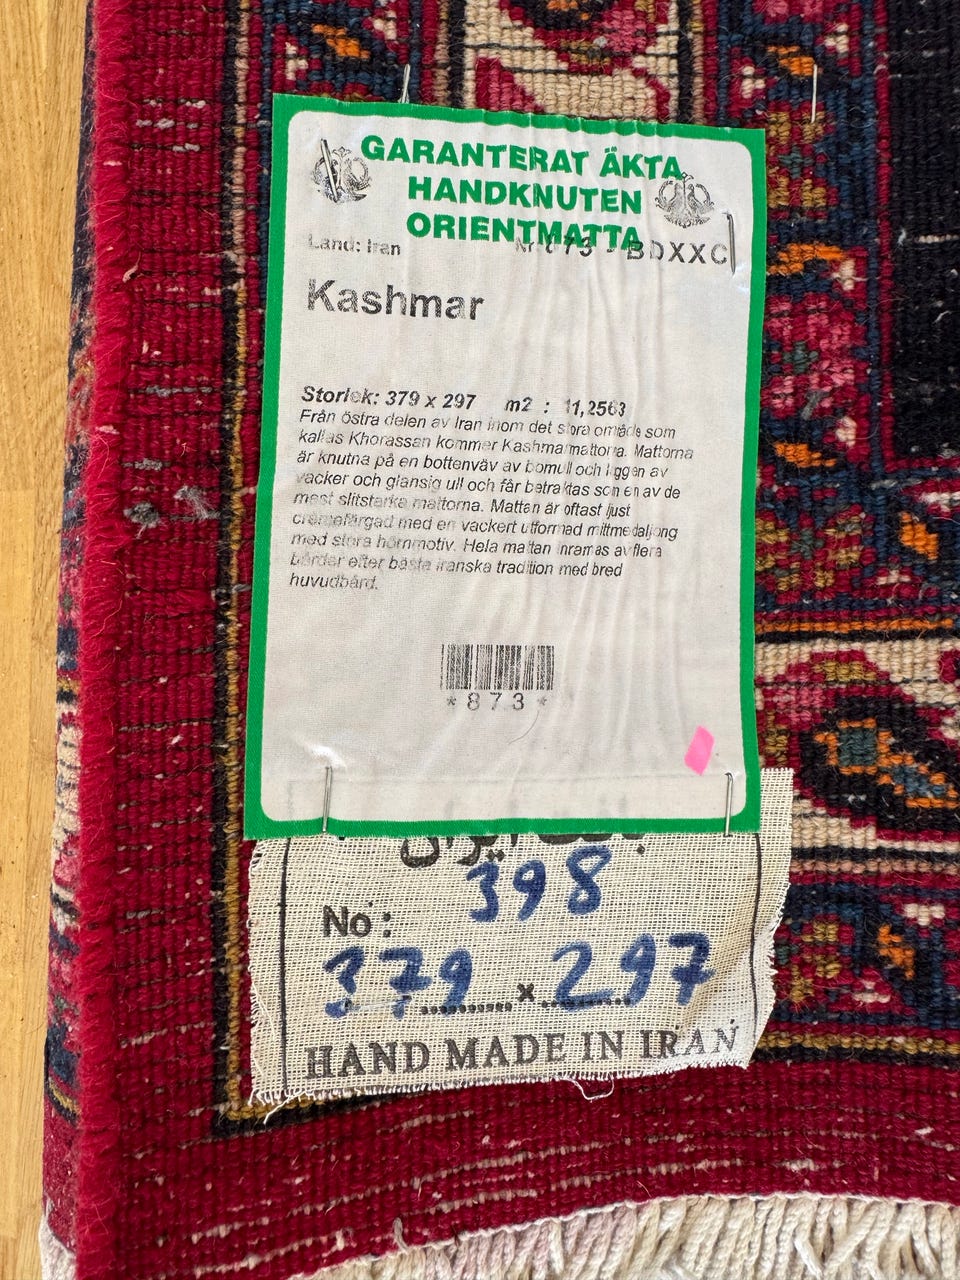 GARANTERAT ÄKTA
HANDKNUTEN
ORIENTMATTA
Land: Iran Nr BDXXC
Kashmar
Storlek: 379 x 297 m2 : 11,2563
Från östra delen av Iran inom det stora område som
kallas Khorassan kommer Kashmarmattorna. Mattorna
är knutna på en bottenväv av bomull och luggen av
vacker och glansig ull och får betraktas som en av de
mest slitstarka mattorna. Mattan är oftast ljust
crèmefärgad med en vackert utformad mittmedaljong
med stora hörnmotiv. Hela mattan inramas av flera
bårder efter bästa iranska tradition med bred
huvudbård.
*873*
ایران
398
No:
379 x 297
HAND MADE IN IRAN